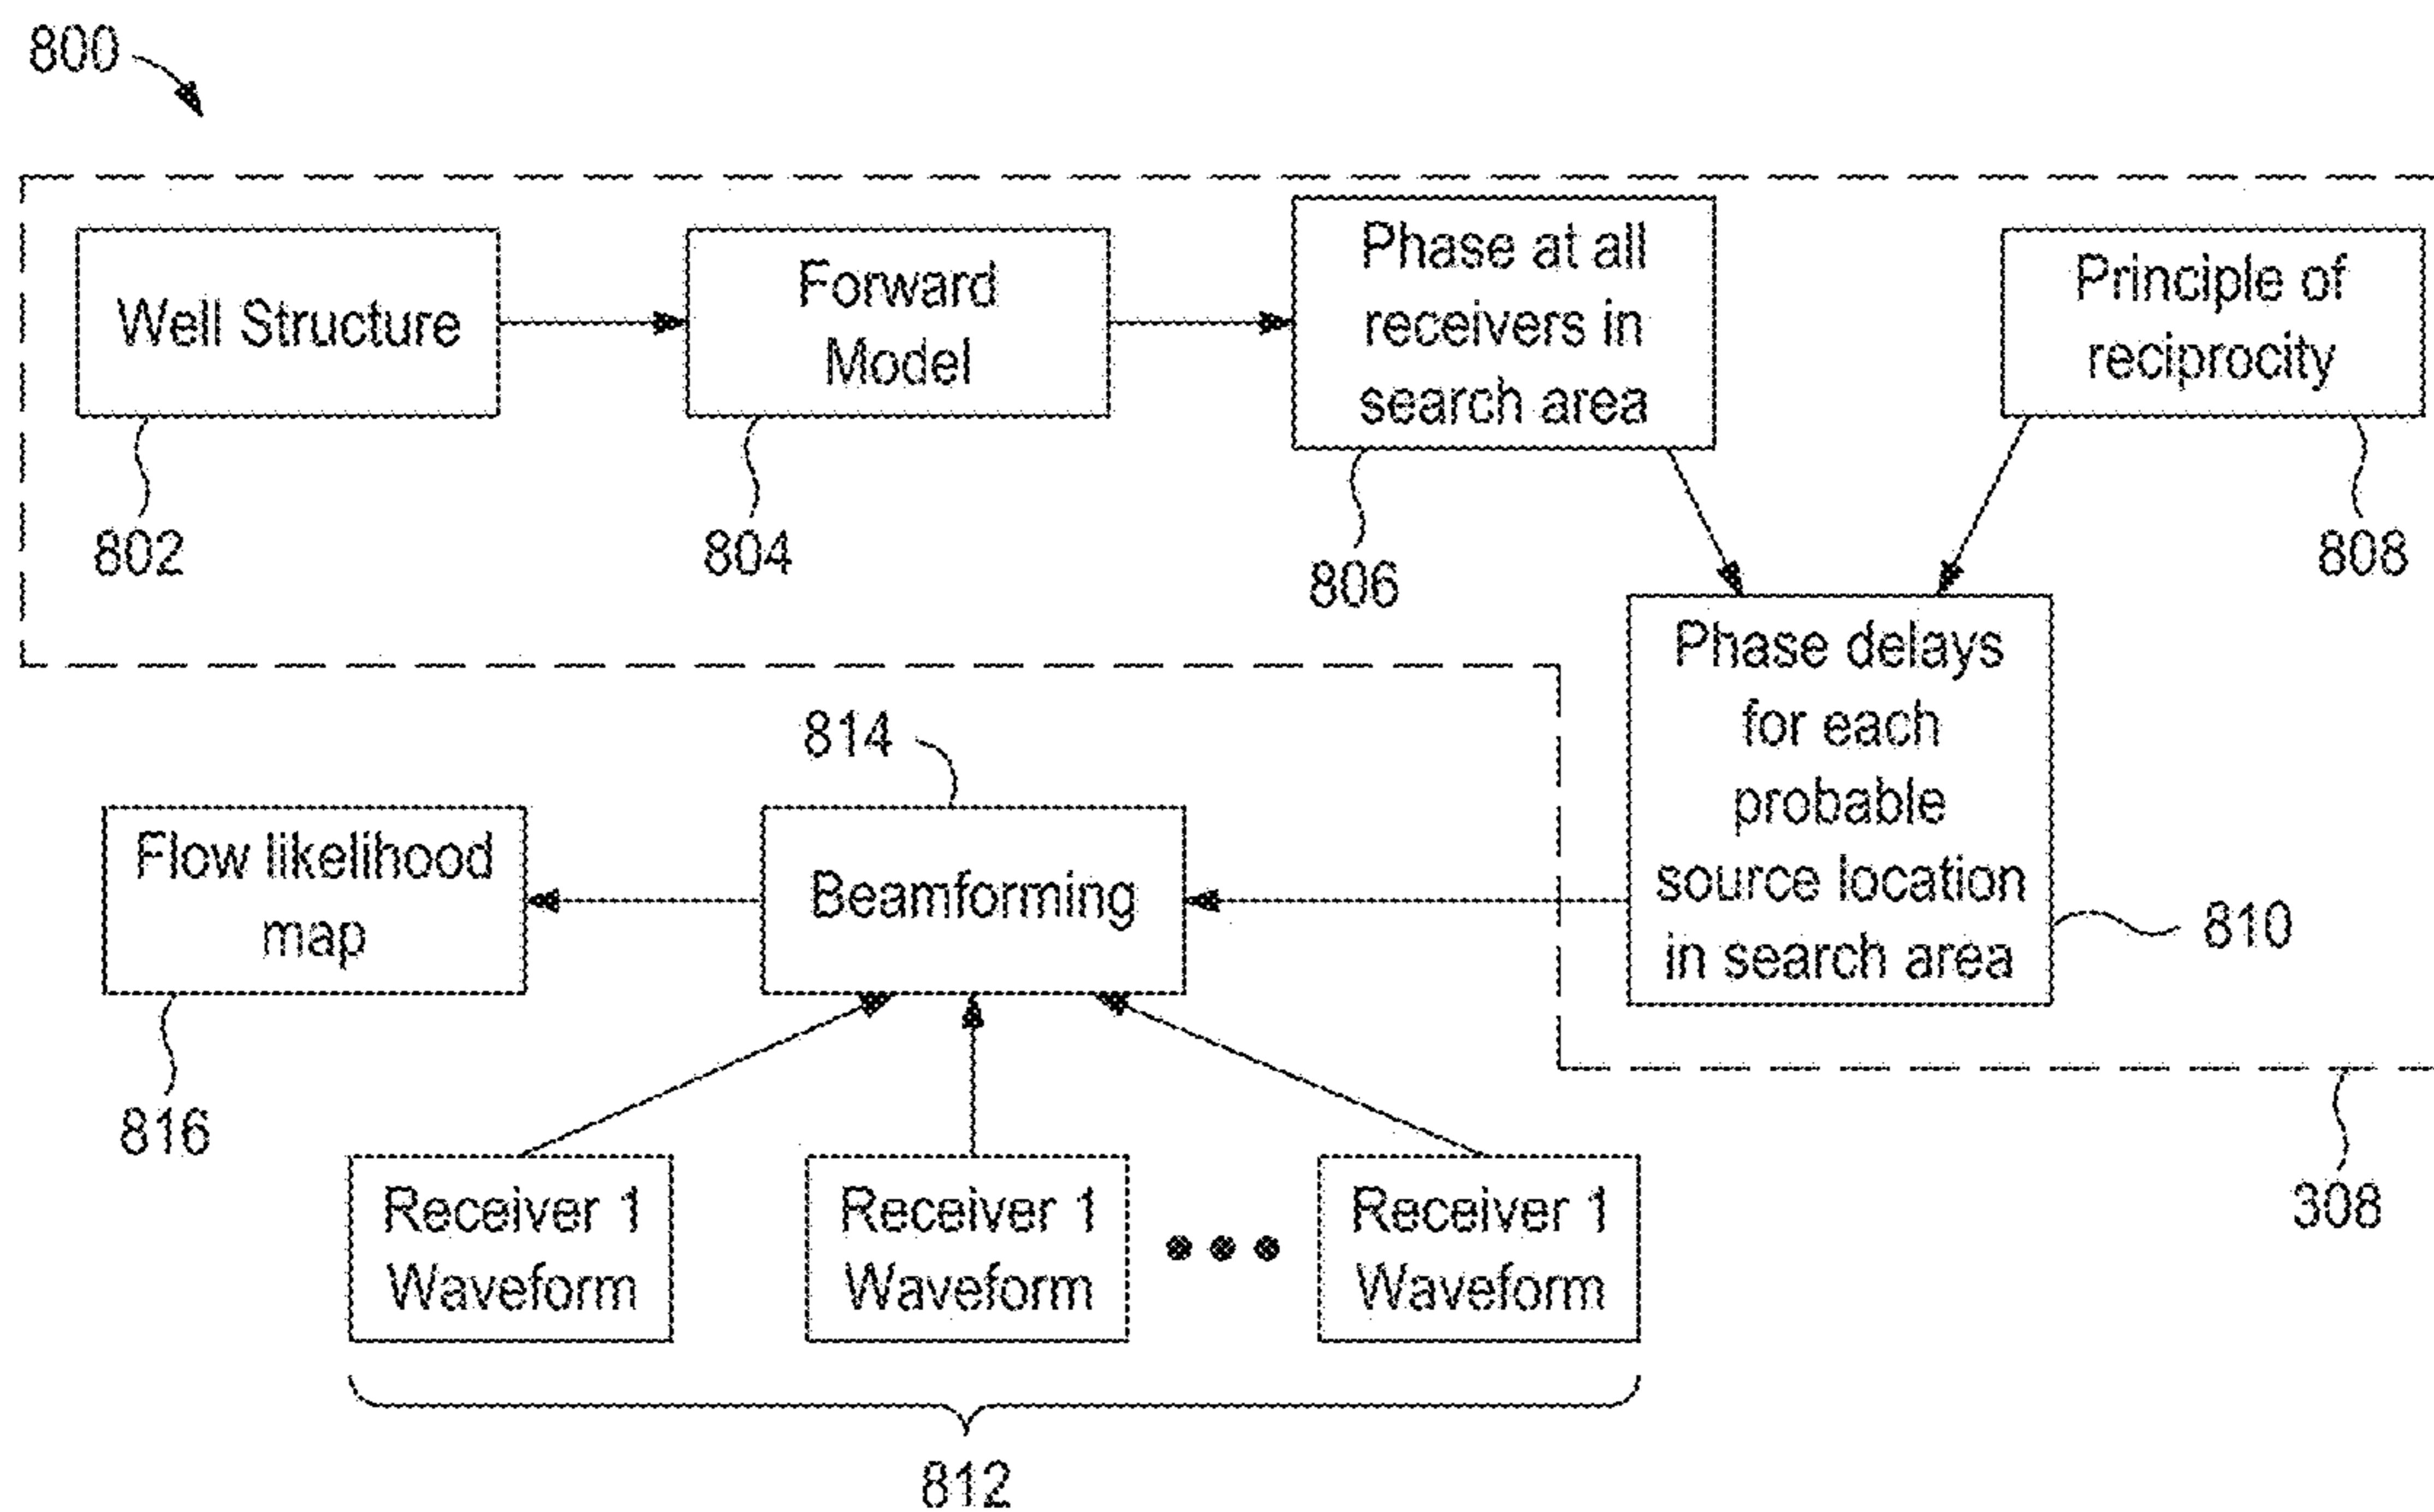 800
Well Structure
802
Forward
Model
804
Phase at all
receivers in
search area
806
Principle of
reciprocity
808
Phase delays
for each
probable
source location
in search area
810
308
814
Beamforming
Flow likelihood
map
816
Receiver 1
Waveform
Receiver 1
Waveform
Receiver 1
Waveform
812